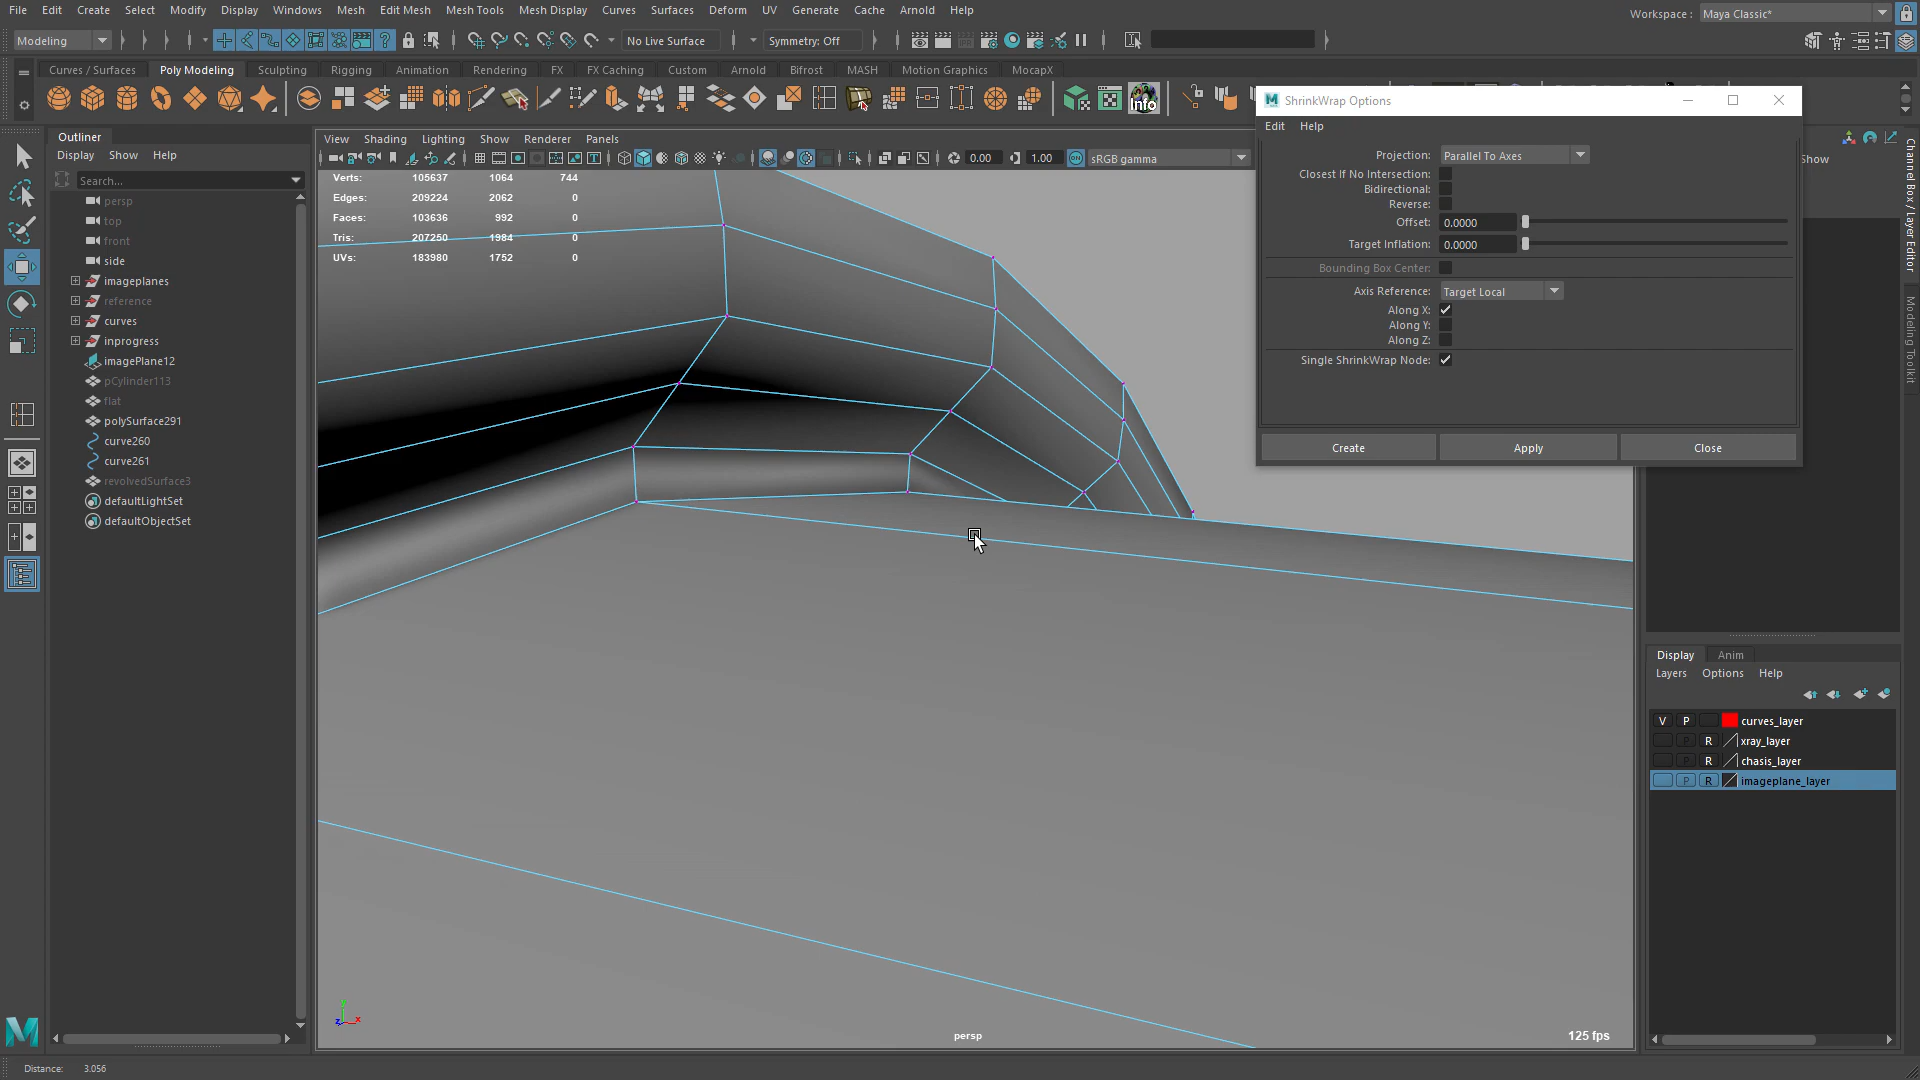 File Edit Create Select Modify Display Windows Mesh Edit Mesh Mesh Tools Mesh Display Curves Surfaces Deform UV Generate Cache Arnold Help
Workspace : Maya Classic*
Modeling No Live Surface Symmetry: Off
Curves / Surfaces Poly Modeling Sculpting Rigging Animation Rendering FX FX Caching Custom Arnold Bifrost MASH Motion Graphics MocapX
Info
ShrinkWrap Options
Edit Help
Projection: Parallel To Axes
Closest If No Intersection:
Bidirectional:
Reverse:
Offset: 0.0000
Target Inflation: 0.0000
Bounding Box Center:
Axis Reference: Target Local
Along X:
Along Y:
Along Z:
Single ShrinkWrap Node:
Create Apply Close
Outliner
Display Show Help
Search...
persp
top
front
side
imageplanes
reference
curves
inprogress
imagePlane12
pCylinder113
flat
polySurface291
curve260
curve261
revolvedSurface3
defaultLightSet
defaultObjectSet
View Shading Lighting Show Renderer Panels
0.00 1.00 ON sRGB gamma
Verts: 105637 1064 744
Edges: 209224 2062 0
Faces: 103636 992 0
Tris: 207250 1984 0
UVs: 183980 1752 0
y
z x
persp
125 fps
Show
Channel Box / Layer Editor
Modeling Toolkit
Display Anim
Layers Options Help
V P curves_layer
P R xray_layer
P R chasis_layer
P R imageplane_layer
Distance: 3.056